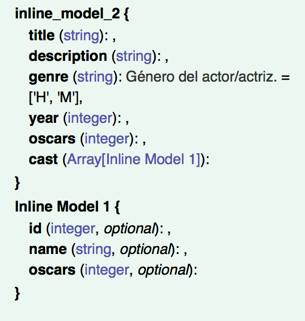 inline_model_2 {
title (string): ,
description (string): ,
genre (string): Género del actor/actriz. =
['H', 'M'],
year (integer): ,
oscars (integer): ,
cast (Array[Inline Model 1]):
}
Inline Model 1 {
id (integer, optional): ,
name (string, optional): ,
oscars (integer, optional):
}